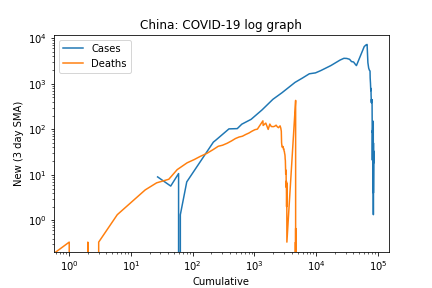 China: COVID-19 log graph
Cases
Deaths
New (3 day SMA)
10⁴
10³
10²
10¹
10⁰
10⁰ 10¹ 10² 10³ 10⁴ 10⁵
Cumulative